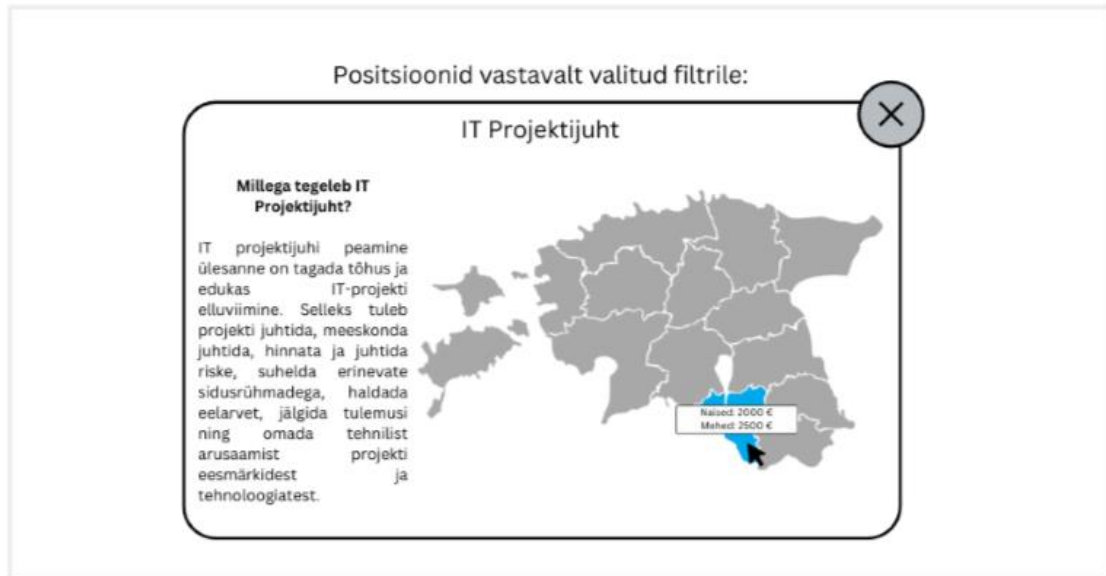 Positsioonid vastavalt valitud filtrile:
IT Projektijuht
Millega tegeleb IT
Projektijuht?
IT projektijuhi peamine
ülesanne on tagada tõhus ja
edukas IT-projekti
elluviimine. Selleks tuleb
projekti juhtida, meeskonda
juhtida, hinnata ja juhtida
riske, suhelda erinevate
sidusrühmadega, haldada
eelarvet, jälgida tulemusi
ning omada tehnilist
arusaamist projekti
eesmärkidest ja
tehnoloogiatest.
Naised: 2000 €
Mehed: 2500 €